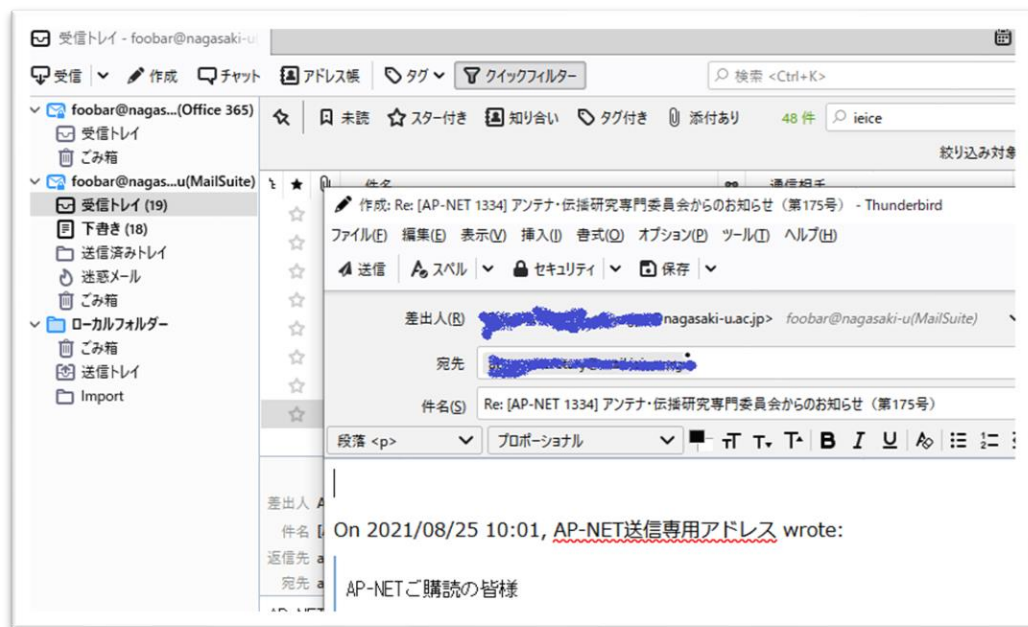 受信トレイ - foobar@nagasaki-u
受信 作成 チャット アドレス帳 タグ クイックフィルター 検索 <Ctrl+K>
foobar@nagas...(Office 365)
受信トレイ
ごみ箱
foobar@nagas...u(MailSuite)
受信トレイ (19)
下書き (18)
送信済みトレイ
迷惑メール
ごみ箱
ローカルフォルダー
ごみ箱
送信トレイ
Import
未読 スター付き 知り合い タグ付き 添付あり 48 件 ieice
絞り込み対象
件名 通信相手
作成: Re: [AP-NET 1334] アンテナ・伝播研究専門委員会からのお知らせ（第175号） - Thunderbird
ファイル(F) 編集(E) 表示(V) 挿入(I) 書式(O) オプション(P) ツール(T) ヘルプ(H)
送信 スペル セキュリティ 保存
差出人(R) nagasaki-u.ac.jp> foobar@nagasaki-u(MailSuite)
宛先
件名(S) Re: [AP-NET 1334] アンテナ・伝播研究専門委員会からのお知らせ（第175号）
段落 <p> プロポーショナル
差出人 A
件名 [
返信先 a
宛先 a
On 2021/08/25 10:01, AP-NET送信専用アドレス wrote:
AP-NETご購読の皆様